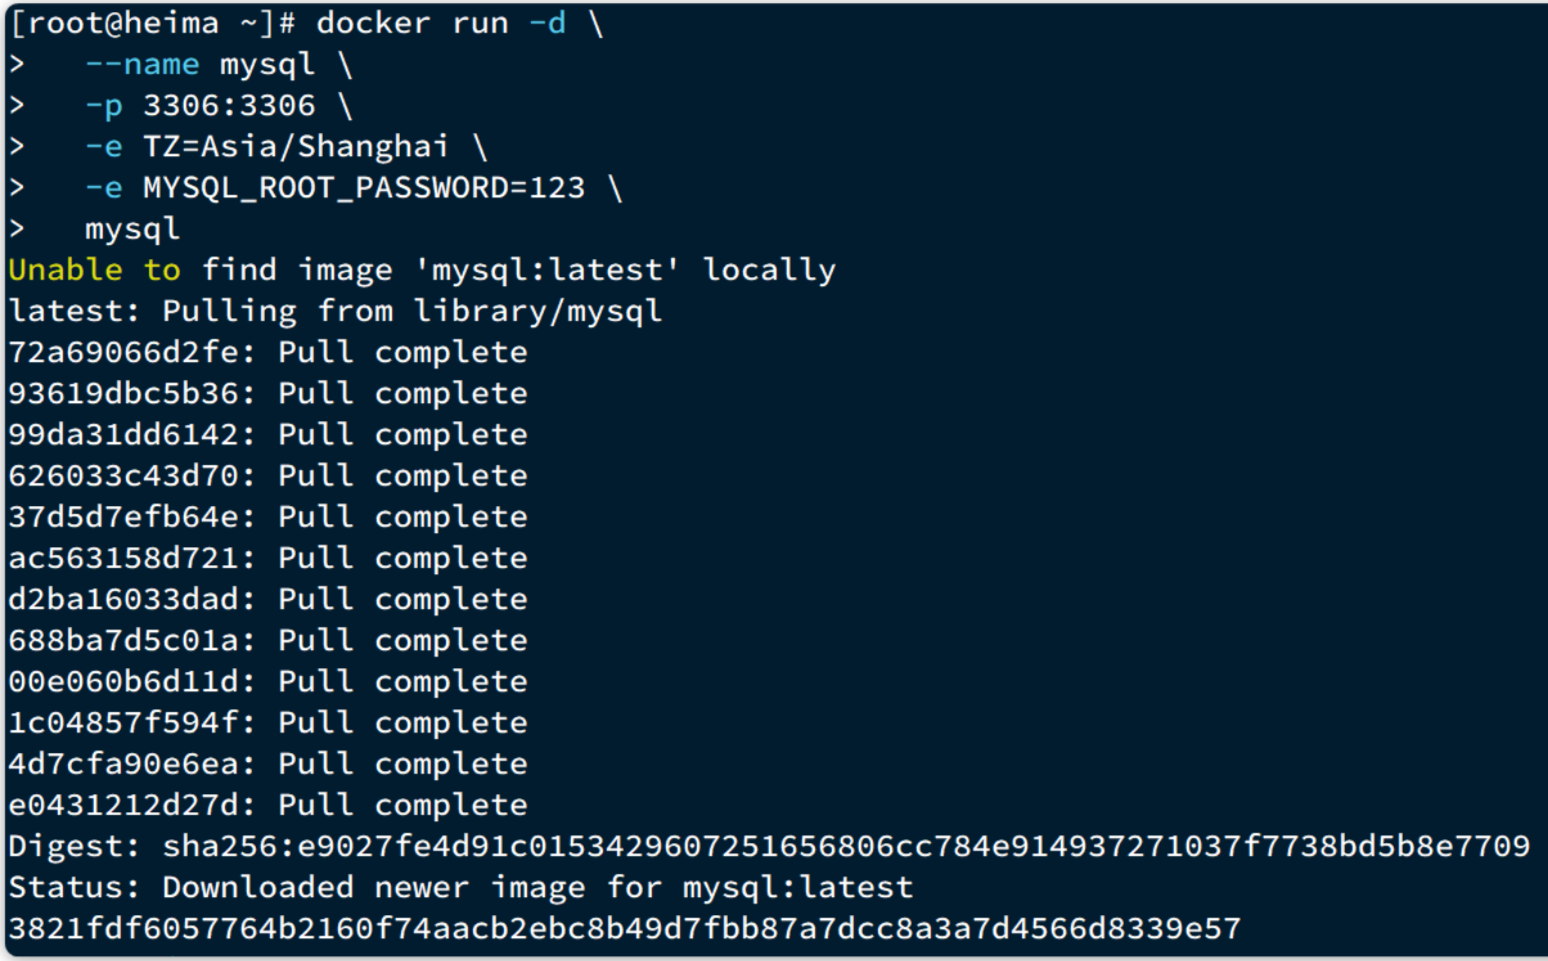 [root@heima ~]# docker run -d \
>   --name mysql \
>   -p 3306:3306 \
>   -e TZ=Asia/Shanghai \
>   -e MYSQL_ROOT_PASSWORD=123 \
>   mysql
Unable to find image 'mysql:latest' locally
latest: Pulling from library/mysql
72a69066d2fe: Pull complete
93619dbc5b36: Pull complete
99da31dd6142: Pull complete
626033c43d70: Pull complete
37d5d7efb64e: Pull complete
ac563158d721: Pull complete
d2ba16033dad: Pull complete
688ba7d5c01a: Pull complete
00e060b6d11d: Pull complete
1c04857f594f: Pull complete
4d7cfa90e6ea: Pull complete
e0431212d27d: Pull complete
Digest: sha256:e9027fe4d91c0153429607251656806cc784e914937271037f7738bd5b8e7709
Status: Downloaded newer image for mysql:latest
3821fdf6057764b2160f74aacb2ebc8b49d7fbb87a7dcc8a3a7d4566d8339e57